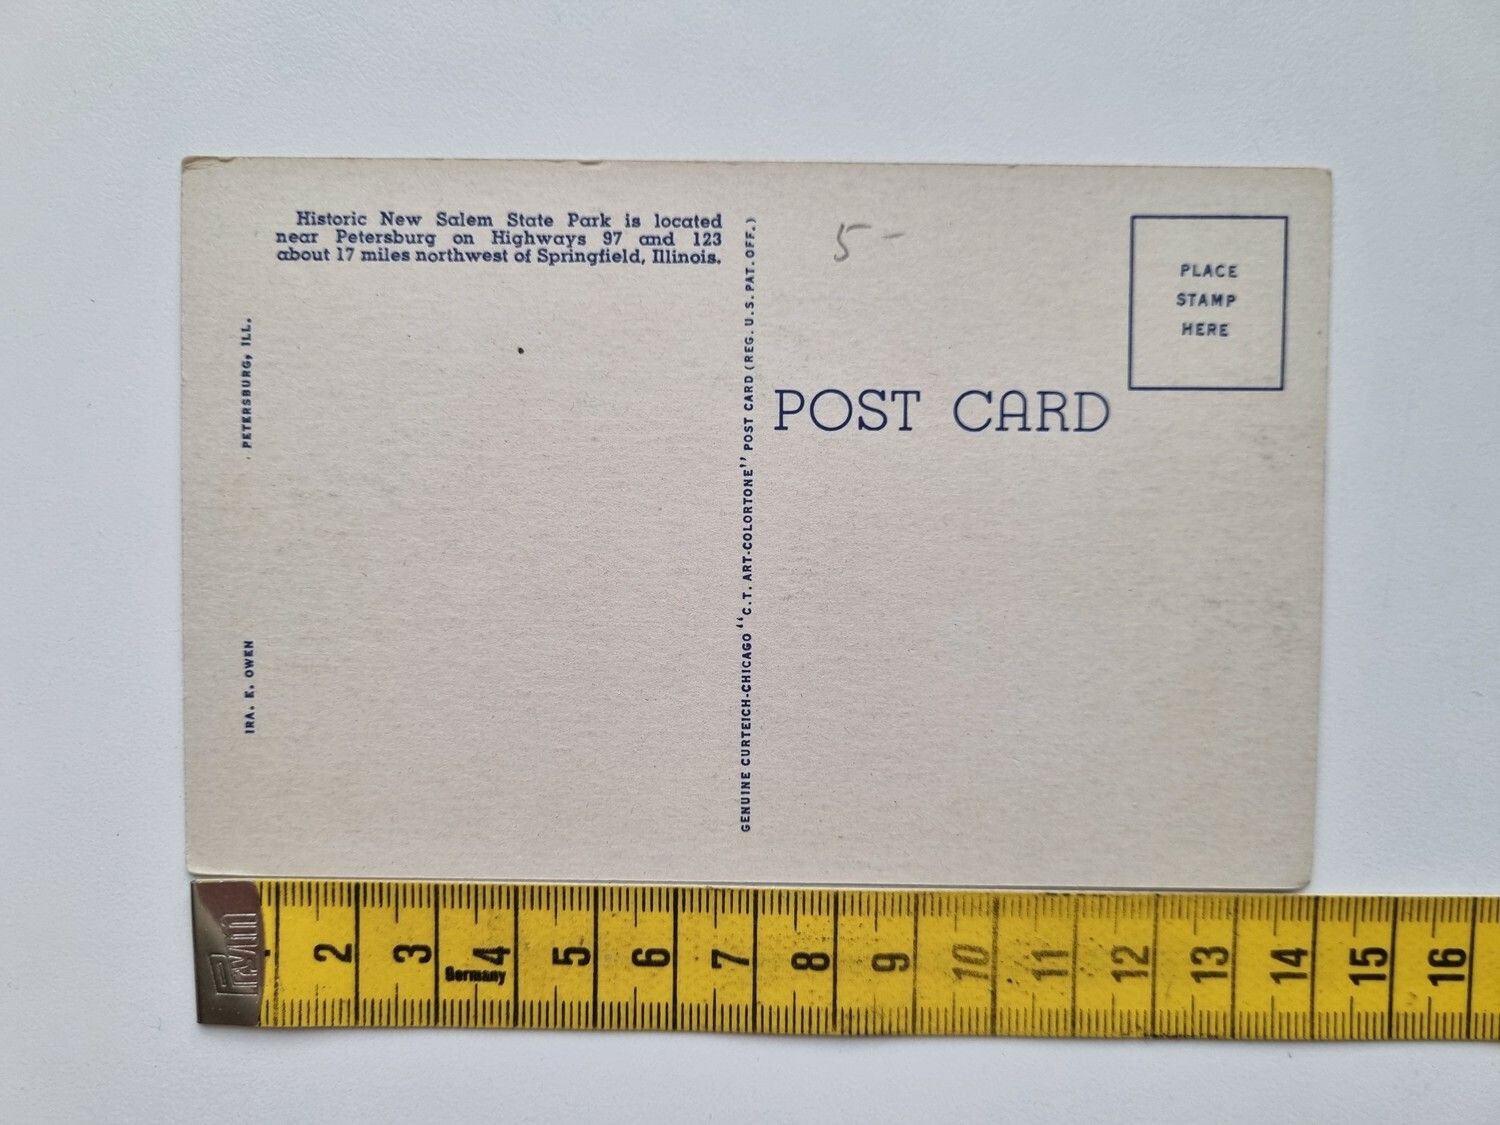 Historic New Salem State Park is located
near Petersburg on Highways 97 and 123
about 17 miles northwest of Springfield, Illinois.
IRA. K. OWEN
PETERSBURG, ILL.
GENUINE CURTEICH-CHICAGO "C.T. ART-COLORTONE" POST CARD (REG. U.S. PAT. OFF.)
5 -
PLACE
STAMP
HERE
POST CARD
2 3 4 5 6 7 8 9 10 11 12 13 14 15 16
Germany